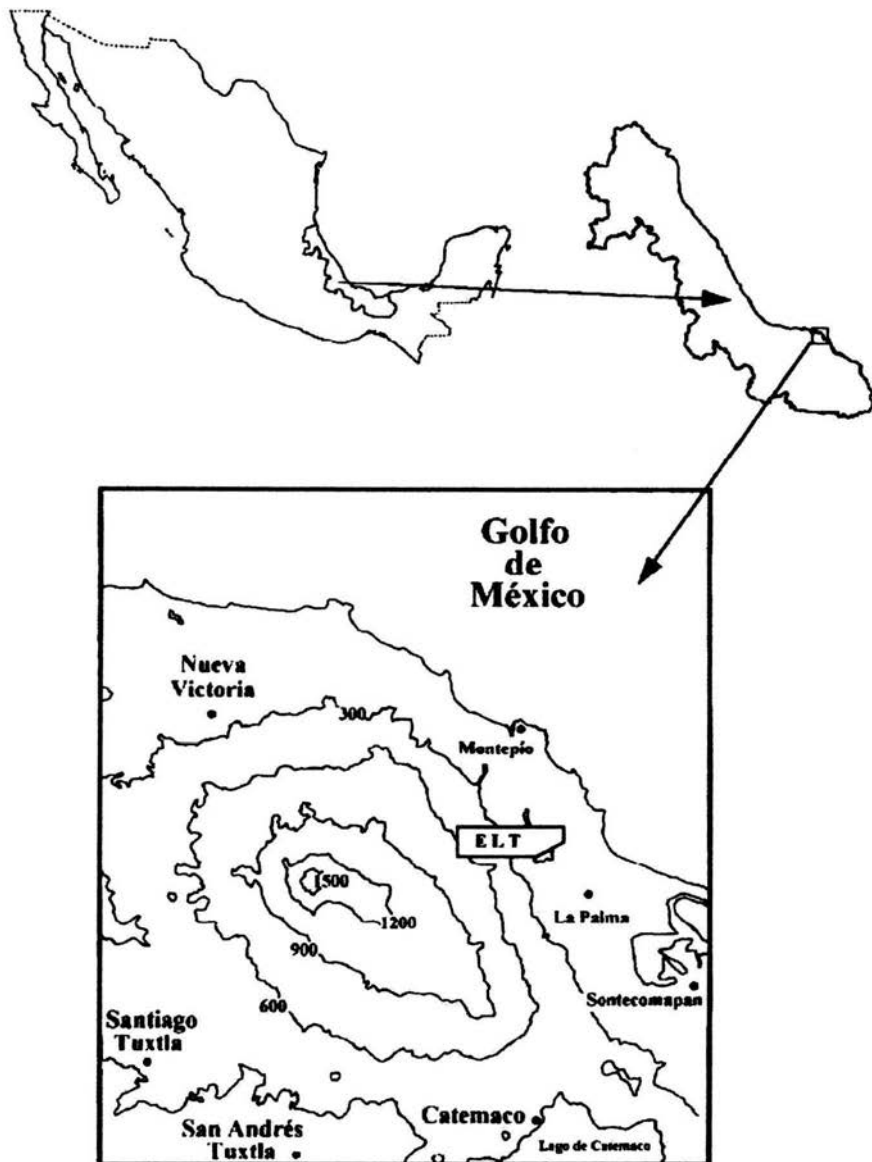 Golfo
de
México
Nueva
Victoria
300
Montepío
E L T
1500
La Palma
1200
900
Sontecomapan
600
Santiago
Tuxtla
Catemaco
San Andrés
Tuxtla
Lago de Catemaco